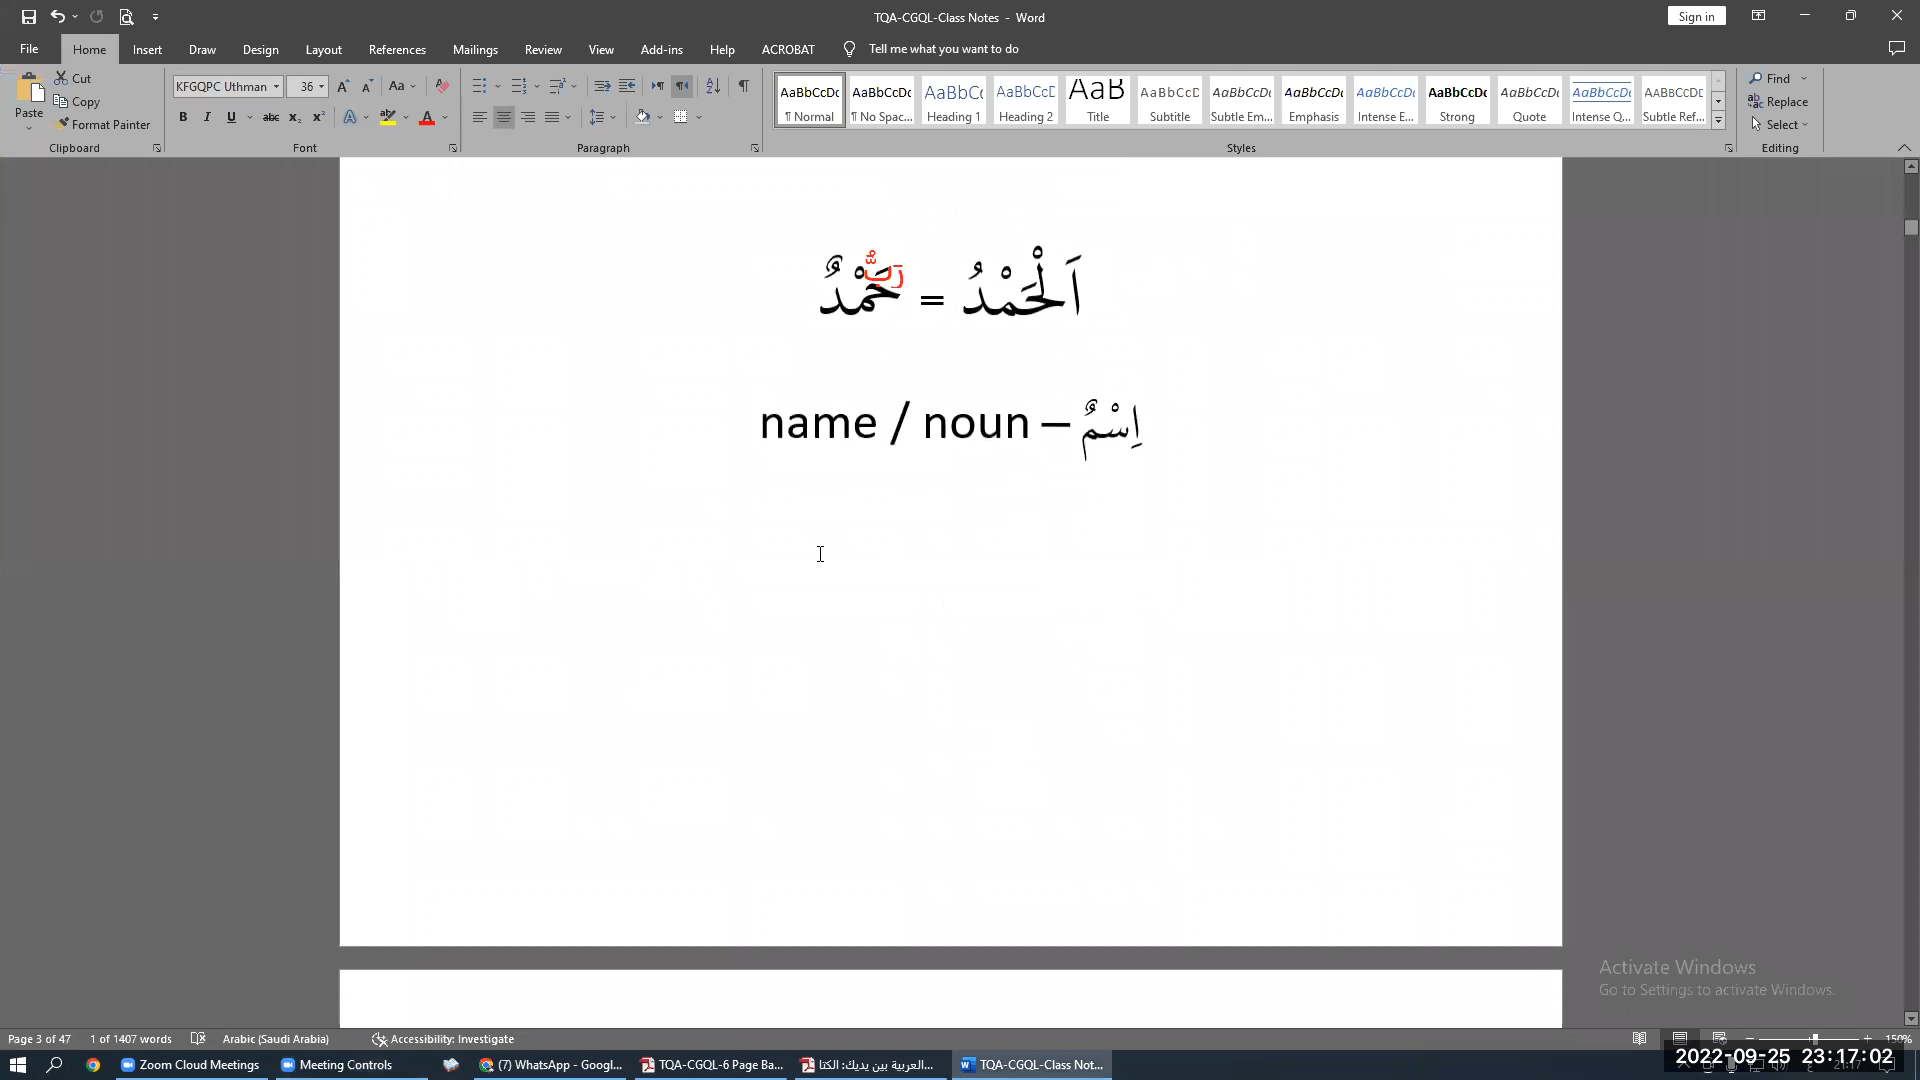 TQA-CGQL-Class Notes - Word
Sign in
File Home Insert Draw Design Layout References Mailings Review View Add-ins Help ACROBAT Tell me what you want to do
Paste
Cut
Copy
Format Painter
Clipboard
KFGQPC Uthman 36
Font
Paragraph
AaBbCcDc AaBbCcDc AaBbCc AaBbCcD AaB AaBbCcD AaBbCcDc AaBbCcDc AaBbCcDc AaBbCcDc AaBbCcDc AaBbCcDc AABBCCDE
¶ Normal ¶ No Spac... Heading 1 Heading 2 Title Subtitle Subtle Em... Emphasis Intense E... Strong Quote Intense Q... Subtle Ref...
Styles
Find
Replace
Select
Editing
اَلْحَمْدُ = حَمْدٌ
رَبٌّ
اِسْمٌ – name / noun
Activate Windows
Go to Settings to activate Windows.
Page 3 of 47 1 of 1407 words Arabic (Saudi Arabia) Accessibility: Investigate 150%
Zoom Cloud Meetings Meeting Controls (7) WhatsApp - Googl... TQA-CGQL-6 Page Ba... العربية بين يديك: الكتا... TQA-CGQL-Class Not...
2022-09-25 23:17:02